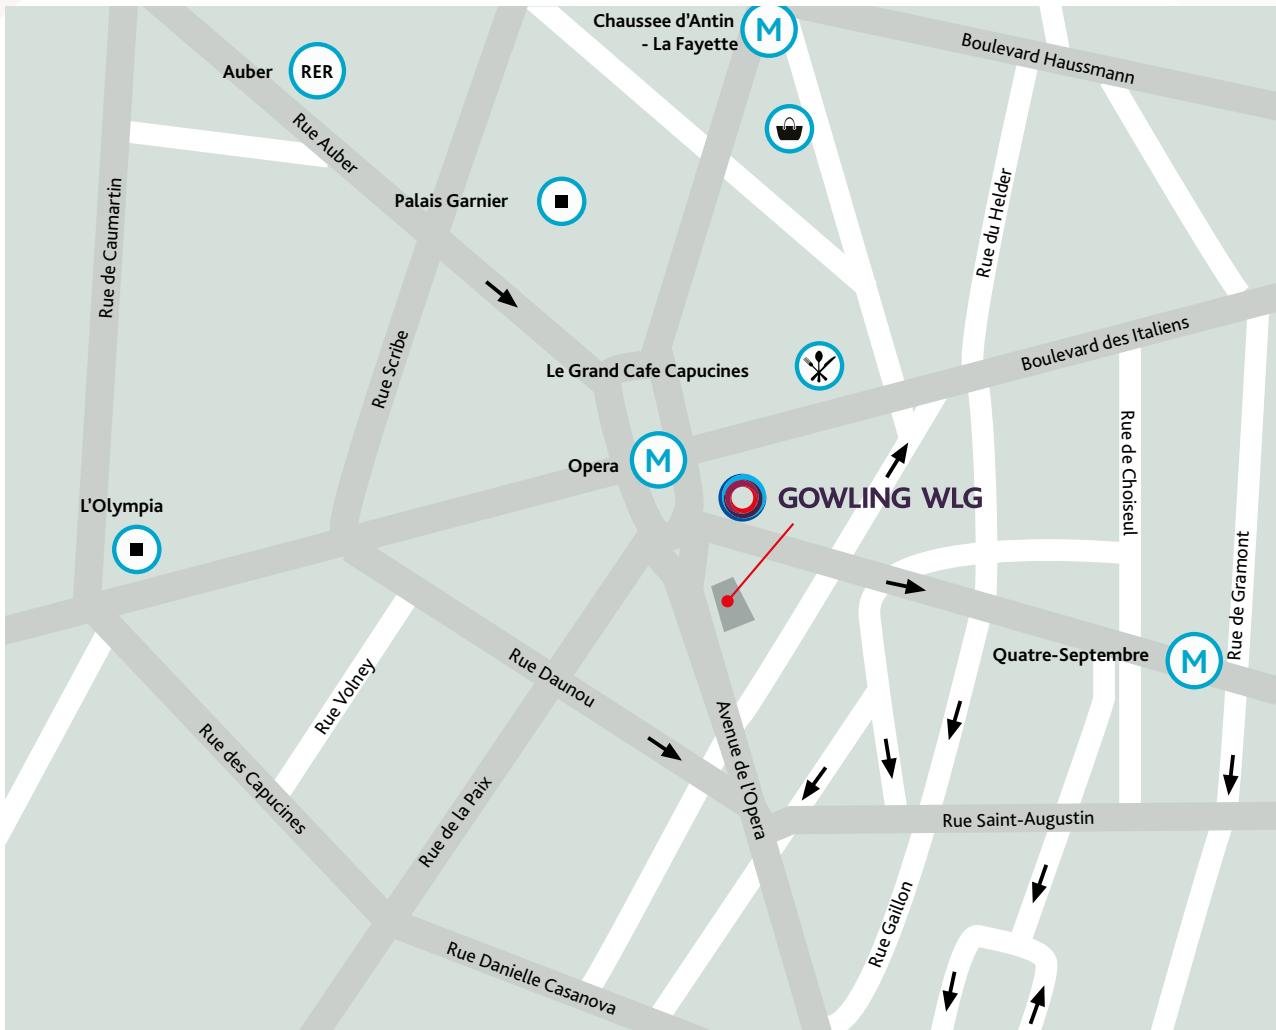 Chaussee d'Antin
- La Fayette
M
Boulevard Haussmann
Auber
RER
Rue Auber
Palais Garnier
Rue de Caumartin
Rue du Helder
Rue Scribe
Le Grand Cafe Capucines
Boulevard des Italiens
Opera
M
GOWLING WLG
Rue de Choiseul
L'Olympia
Rue de Gramont
Quatre-Septembre
M
Rue Daunou
Rue Volney
Avenue de l'Opera
Rue des Capucines
Rue de la Paix
Rue Saint-Augustin
Rue Gaillon
Rue Danielle Casanova